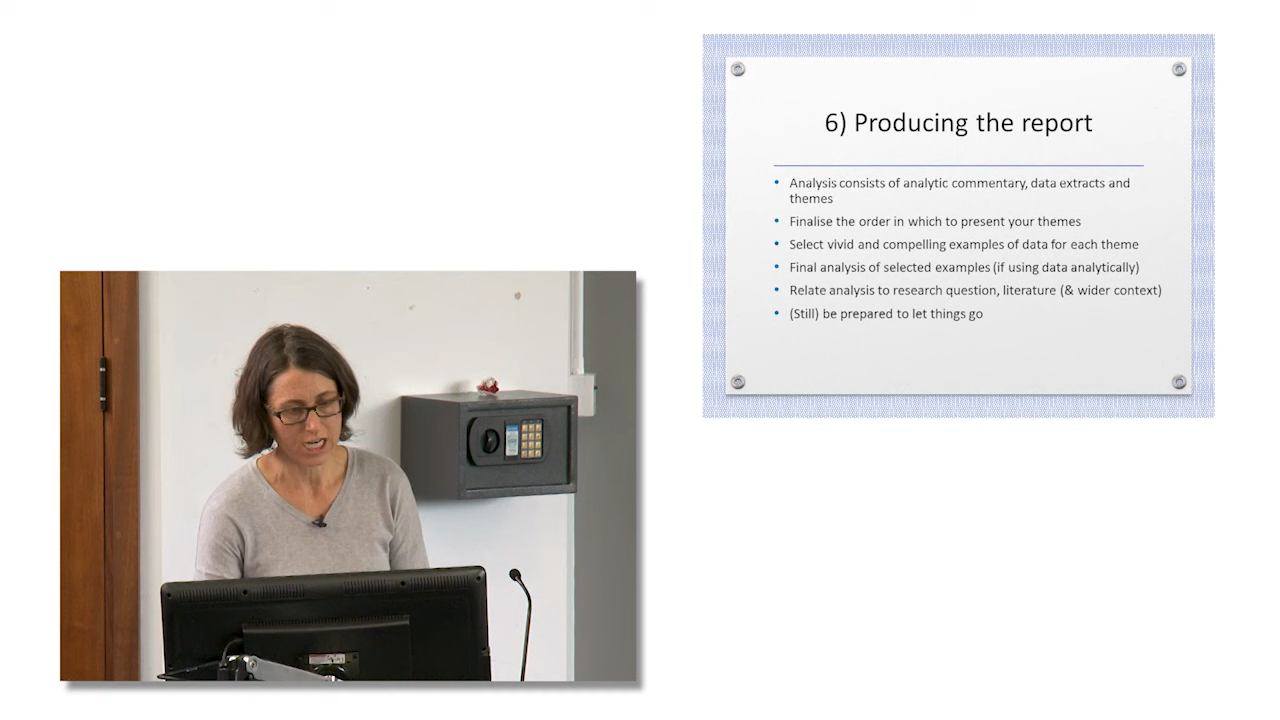 6) Producing the report
• Analysis consists of analytic commentary, data extracts and
themes
• Finalise the order in which to present your themes
• Select vivid and compelling examples of data for each theme
• Final analysis of selected examples (if using data analytically)
• Relate analysis to research question, literature (& wider context)
• (Still) be prepared to let things go